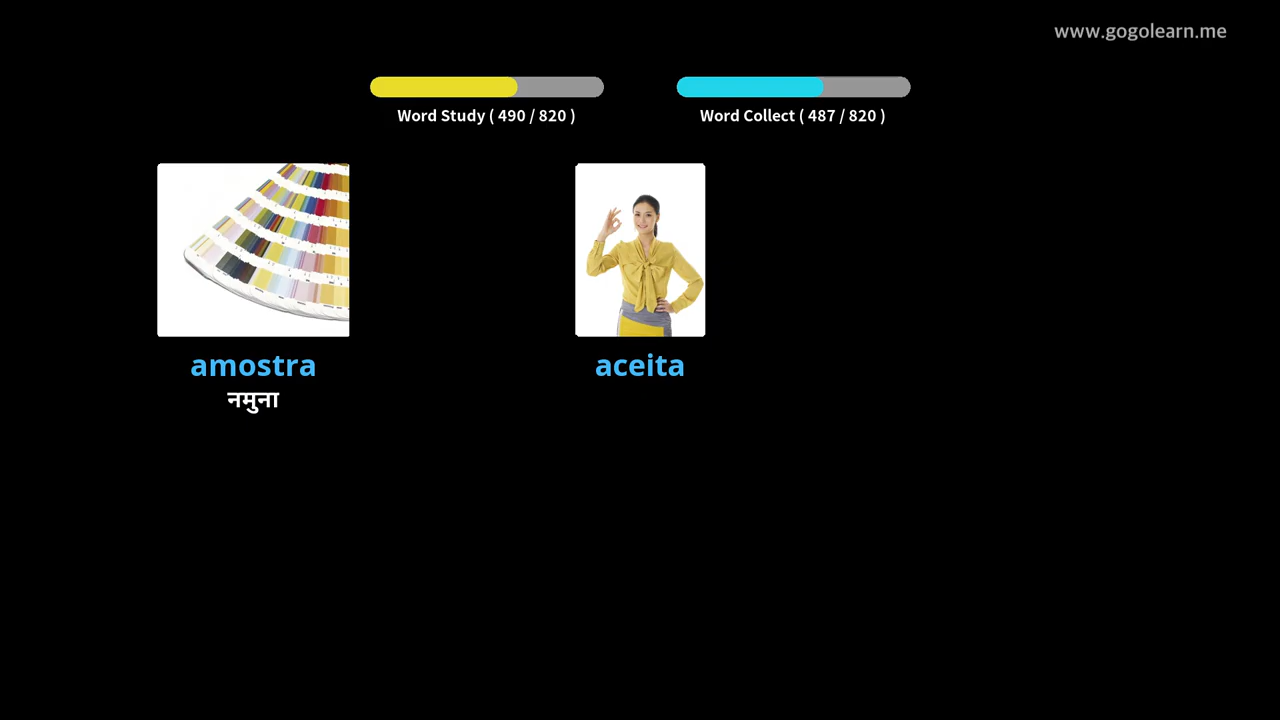 www.gogolearn.me
Word Study ( 490 / 820 )
Word Collect ( 487 / 820 )
amostra
नमुना
aceita